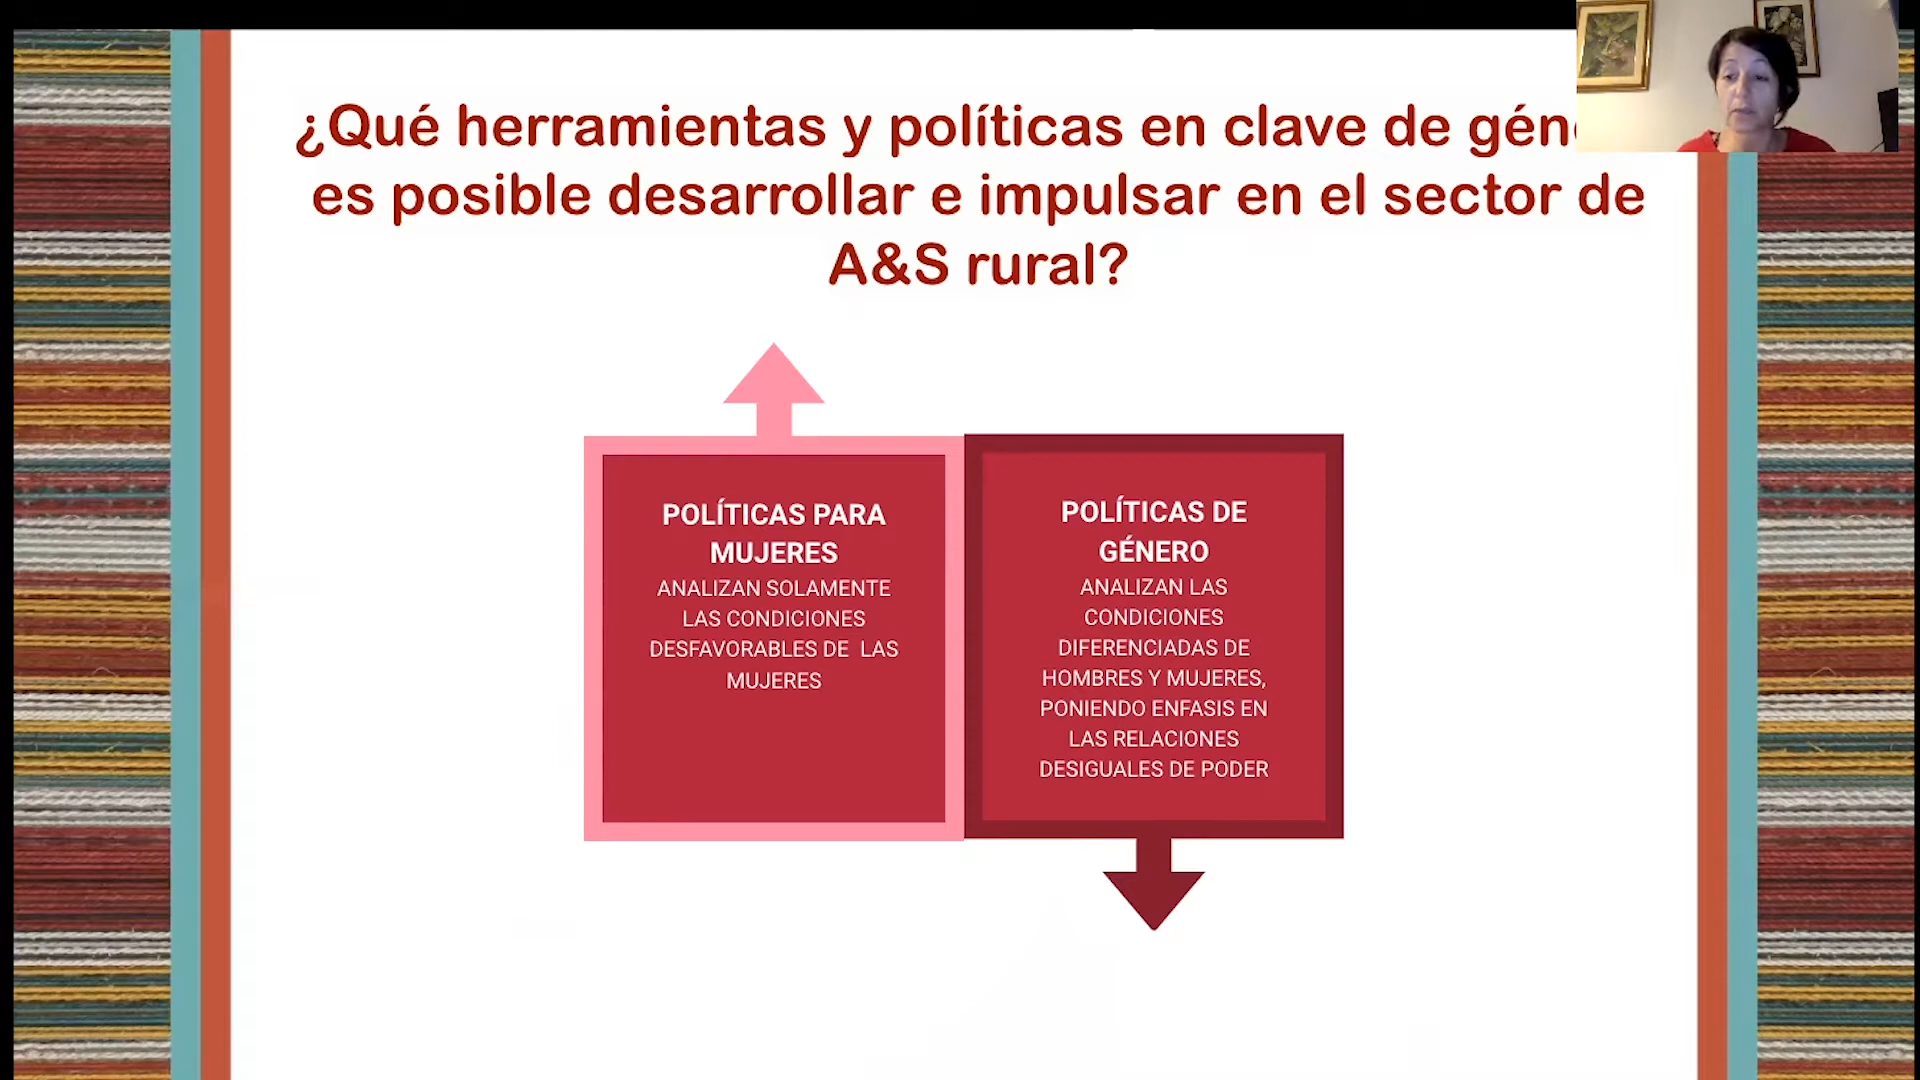 ¿Qué herramientas y políticas en clave de
es posible desarrollar e impulsar en el sector de
A&S rural?
POLÍTICAS PARA
MUJERES
ANALIZAN SOLAMENTE
LAS CONDICIONES
DESFAVORABLES DE LAS
MUJERES
POLÍTICAS DE
GÉNERO
ANALIZAN LAS
CONDICIONES
DIFERENCIADAS DE
HOMBRES Y MUJERES,
PONIENDO ENFASIS EN
LAS RELACIONES
DESIGUALES DE PODER